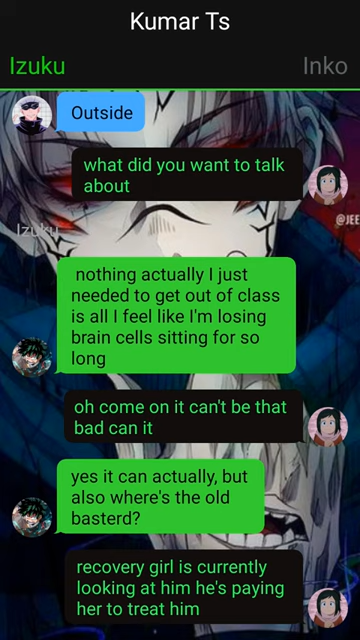 Kumar Ts
Izuku
Inko
Outside
what did you want to talk
about
@JEE
Izuku
nothing actually I just
needed to get out of class
is all I feel like I'm losing
brain cells sitting for so
long
oh come on it can't be that
bad can it
yes it can actually, but
also where's the old
basterd?
recovery girl is currently
looking at him he's paying
her to treat him